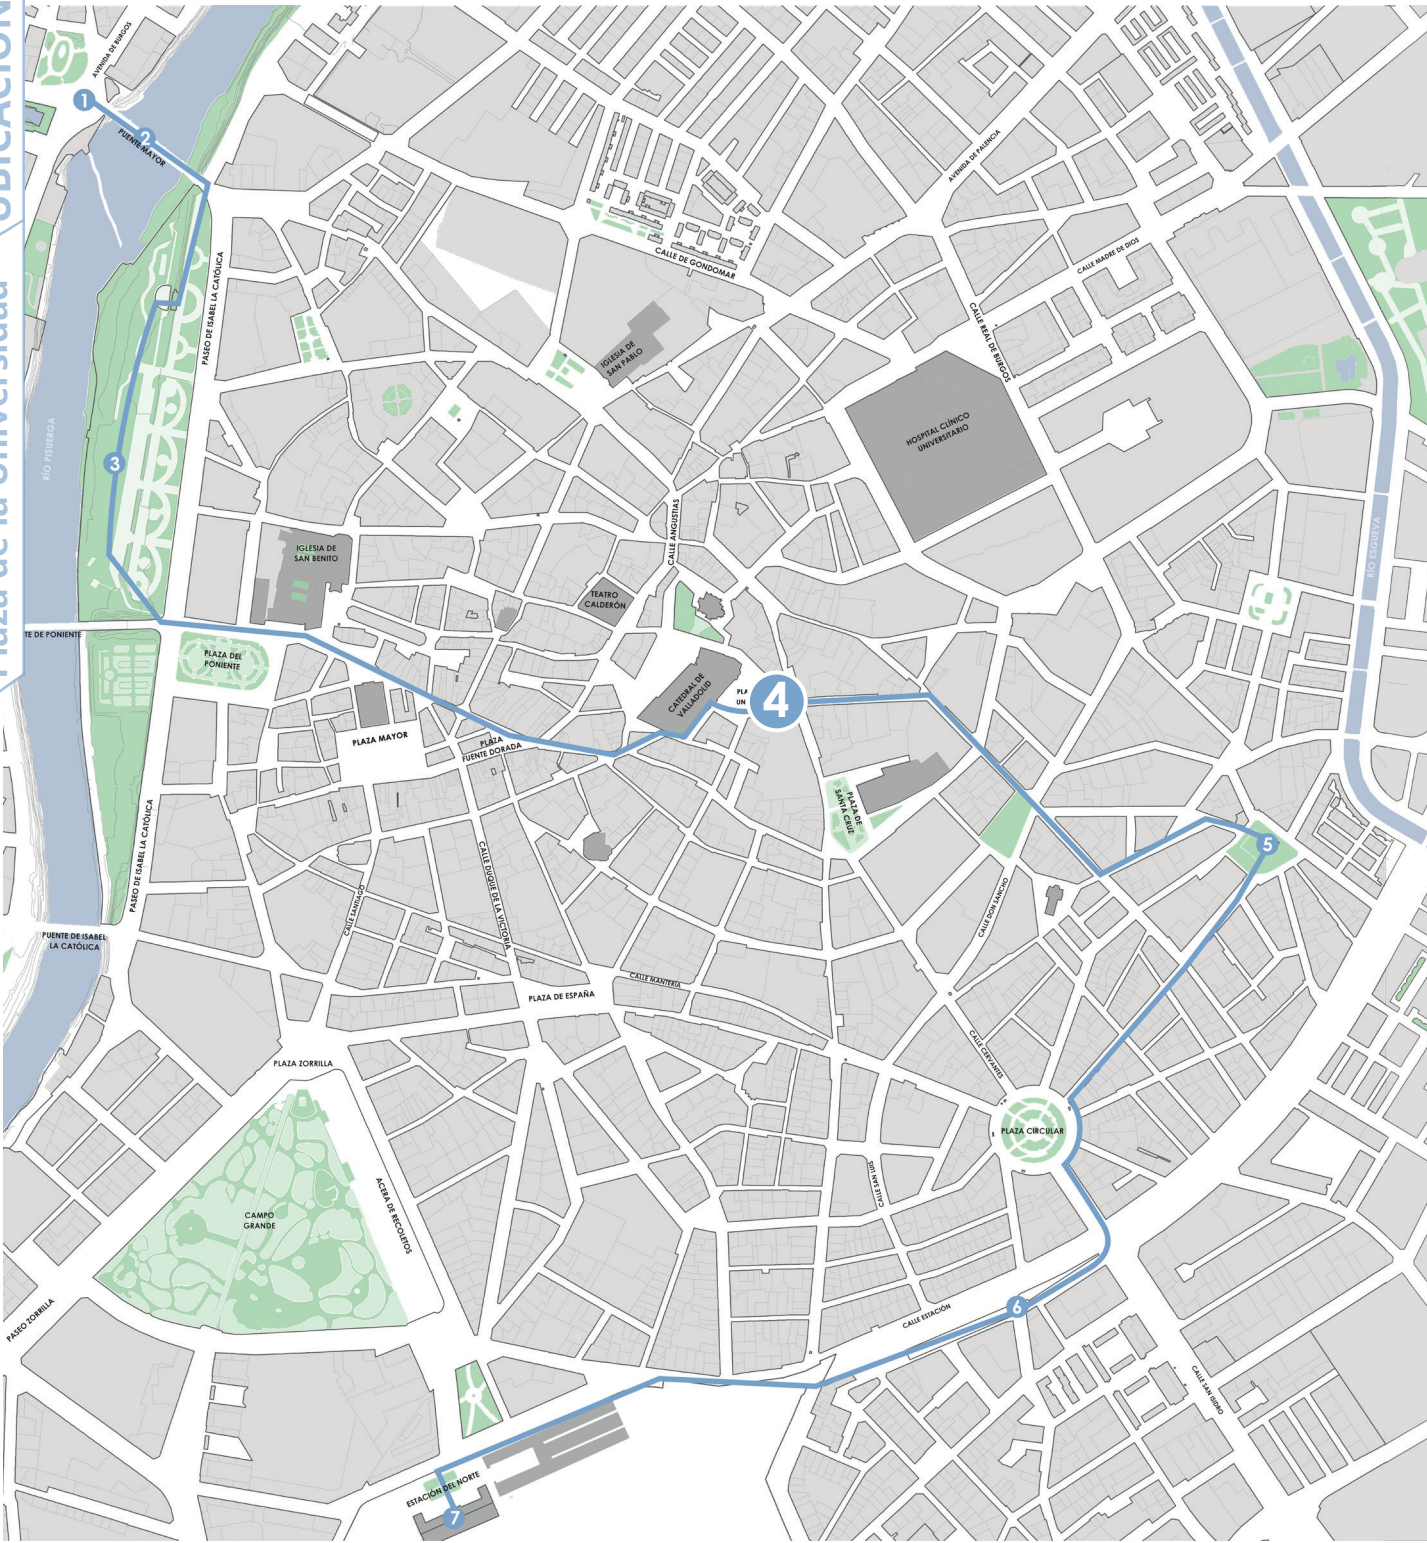 Plaza de la Universidad
UBICACIÓN
AVENIDA DE BURGOS
1
2
PUENTE MAYOR
AVENIDA DE PALENCIA
CALLE DE GONDOMAR
CALLE MADRE DE DIOS
PASEO DE ISABEL LA CATÓLICA
CALLE REAL DE BURGOS
IGLESIA DE
SAN PABLO
HOSPITAL CLÍNICO
UNIVERSITARIO
RÍO PISUERGA
3
CALLE ANGUSTIAS
RÍO ESGUEVA
IGLESIA DE
SAN BENITO
TEATRO
CALDERÓN
TE DE PONIENTE
PLAZA DEL
PONIENTE
CATEDRAL DE
VALLADOLID
PLA
UN
4
PLAZA MAYOR
PLAZA
FUENTE DORADA
PLAZA DE
SANTA CRUZ
PASEO DE ISABEL LA CATÓLICA
5
CALLE DUQUE DE LA VICTORIA
CALLE SANTIAGO
CALLE DON SANCHO
PUENTE DE ISABEL
LA CATÓLICA
CALLE MANTERIA
PLAZA DE ESPAÑA
CALLE CERVANTES
PLAZA ZORRILLA
PLAZA CIRCULAR
CALLE SAN LUIS
CAMPO
GRANDE
ACERA DE RECOLETOS
PASEO ZORRILLA
6
CALLE ESTACIÓN
CALLE SAN ISIDRO
ESTACIÓN DEL NORTE
7